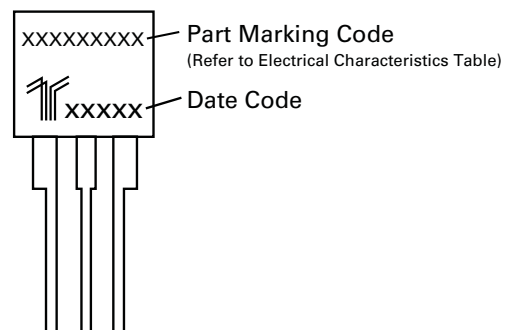 XXXXXXXXX
Part Marking Code
(Refer to Electrical Characteristics Table)
XXXXX
Date Code